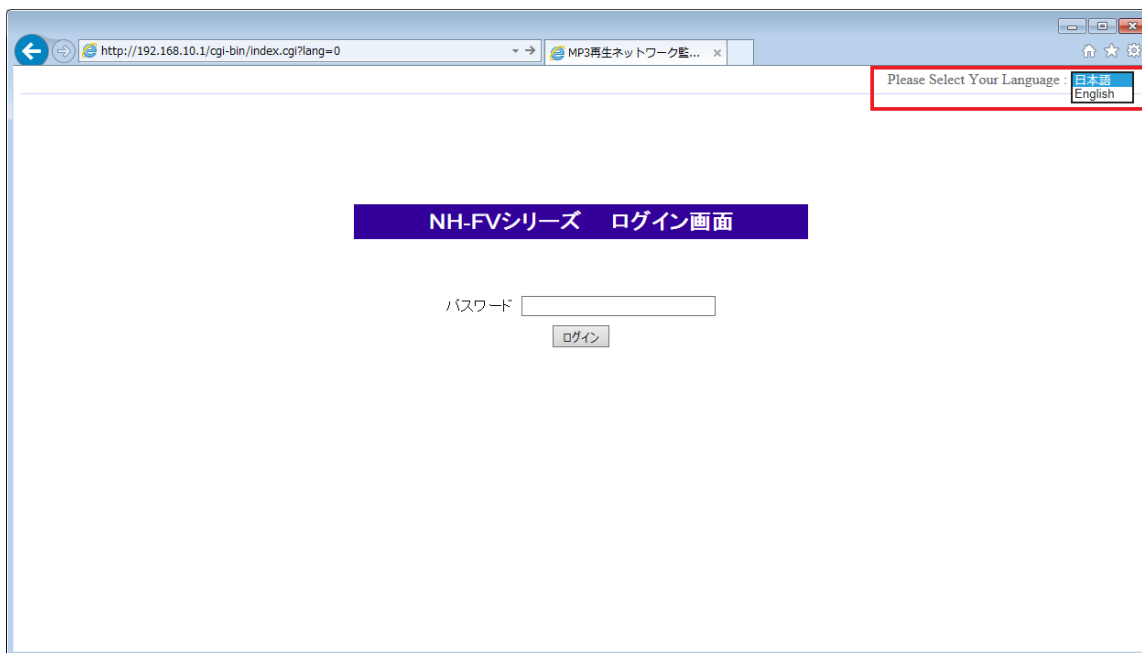 http://192.168.10.1/cgi-bin/index.cgi?lang=0
MP3再生ネットワーク監...
Please Select Your Language : 日本語
English
NH-FVシリーズ ログイン画面
パスワード
ログイン